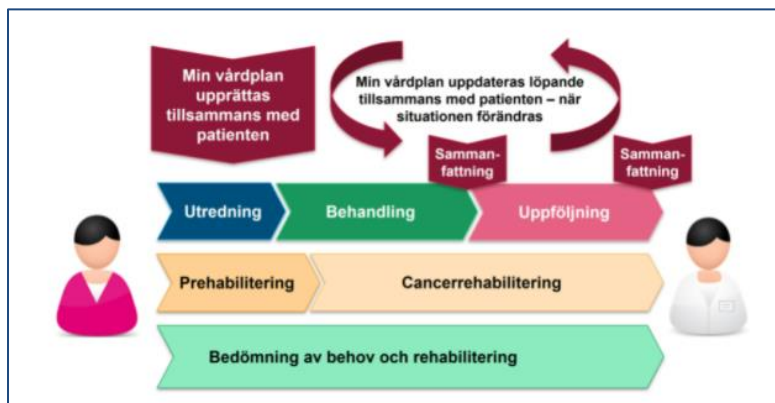 Min vårdplan
upprättas
tillsammans med
patienten
Min vårdplan uppdateras löpande
tillsammans med patienten – när
situationen förändras
Samman-
fattning
Samman-
fattning
Utredning
Behandling
Uppföljning
Prehabilitering
Cancerrehabilitering
Bedömning av behov och rehabilitering